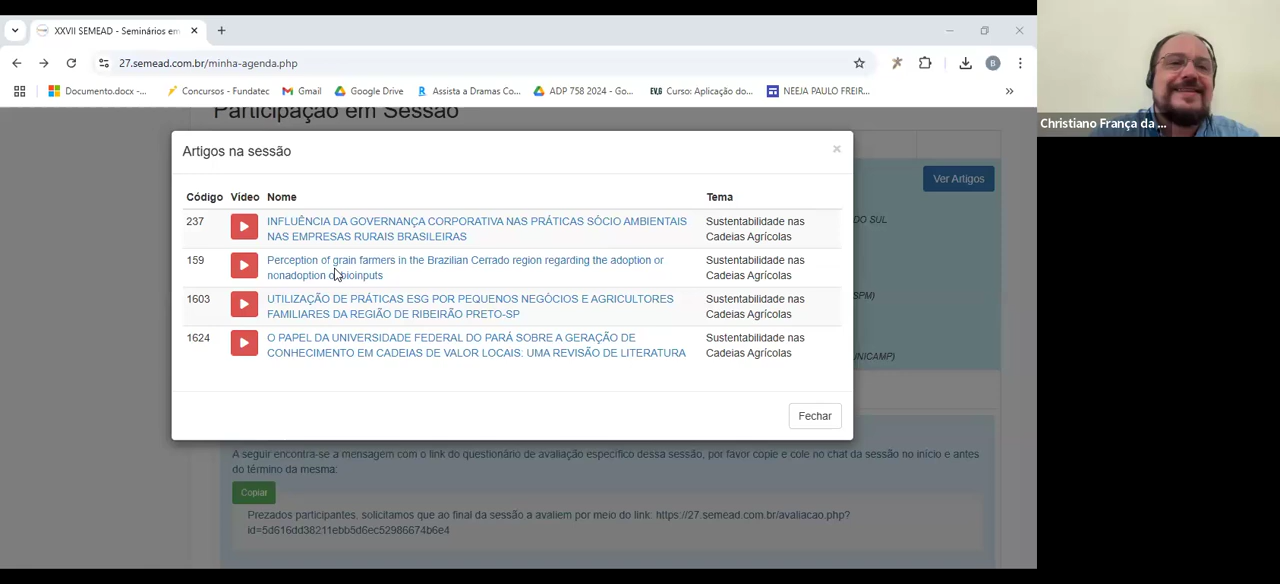 XXVII SEMEAD - Seminários em
27.semead.com.br/minha-agenda.php
B
Documento.docx -...
Concursos - Fundatec
Gmail
Google Drive
Assista a Dramas Co...
ADP 758 2024 - Go...
Curso: Aplicação do...
NEEJA PAULO FREIR...
Participação em Sessão
Christiano França da ...
Artigos na sessão
Ver Artigos
Código Vídeo Nome Tema
237 INFLUÊNCIA DA GOVERNANÇA CORPORATIVA NAS PRÁTICAS SÓCIO AMBIENTAIS Sustentabilidade nas
NAS EMPRESAS RURAIS BRASILEIRAS Cadeias Agrícolas
DO SUL
159 Perception of grain farmers in the Brazilian Cerrado region regarding the adoption or Sustentabilidade nas
nonadoption bioinputs Cadeias Agrícolas
SPM)
1603 UTILIZAÇÃO DE PRÁTICAS ESG POR PEQUENOS NEGÓCIOS E AGRICULTORES Sustentabilidade nas
FAMILIARES DA REGIÃO DE RIBEIRÃO PRETO-SP Cadeias Agrícolas
1624 O PAPEL DA UNIVERSIDADE FEDERAL DO PARÁ SOBRE A GERAÇÃO DE Sustentabilidade nas
CONHECIMENTO EM CADEIAS DE VALOR LOCAIS: UMA REVISÃO DE LITERATURA Cadeias Agrícolas
/NICAMP)
Fechar
A seguir encontra-se a mensagem com o link do questionário de avaliação específico dessa sessão, por favor copie e cole no chat da sessão no início e antes
do término da mesma:
Copiar
Prezados participantes, solicitamos que ao final da sessão a avaliem por meio do link: https://27.semead.com.br/avaliacao.php?
id=5d616dd38211ebb5d6ec52986674b6e4